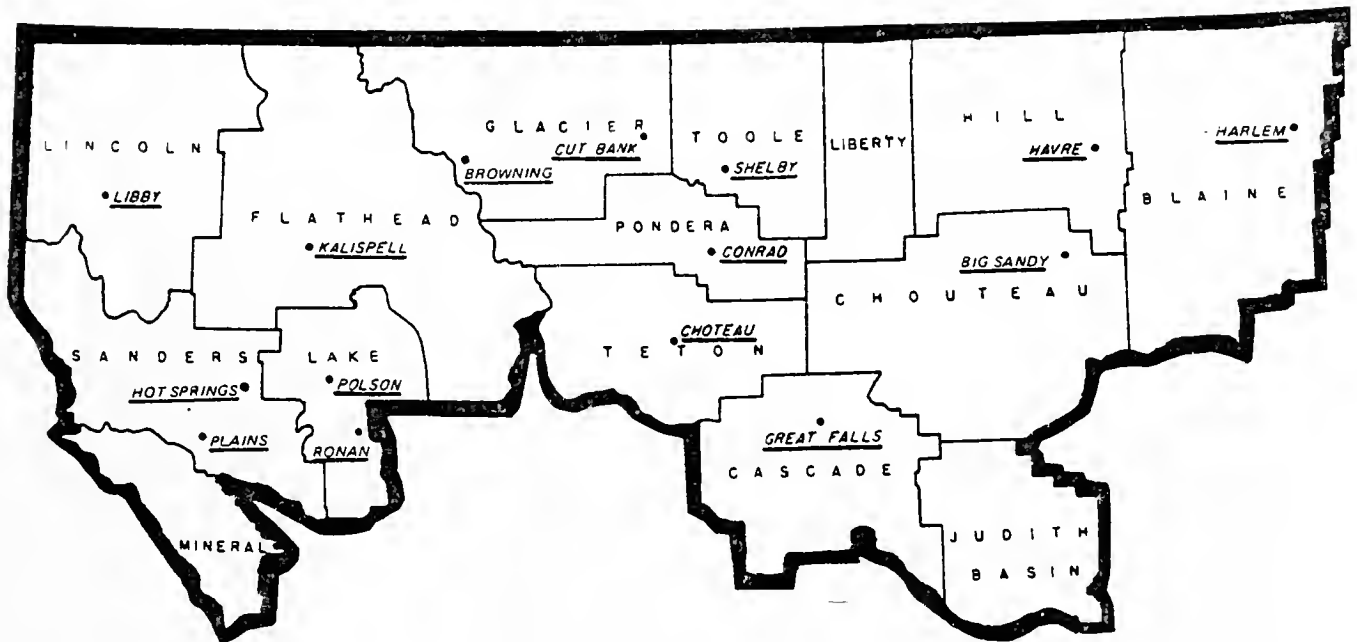 LINCOLN
LIBBY
FLATHEAD
KALISPELL
GLACIER
CUT BANK
BROWNING
TOOLE
SHELBY
LIBERTY
HILL
HAVRE
HARLEM
BLAINE
PONDERA
CONRAD
BIG SANDY
CHOUTEAU
CHOTEAU
TETON
SANDERS
HOT SPRINGS
PLAINS
LAKE
POLSON
RONAN
GREAT FALLS
CASCADE
MINERAL
JUDITH
BASIN